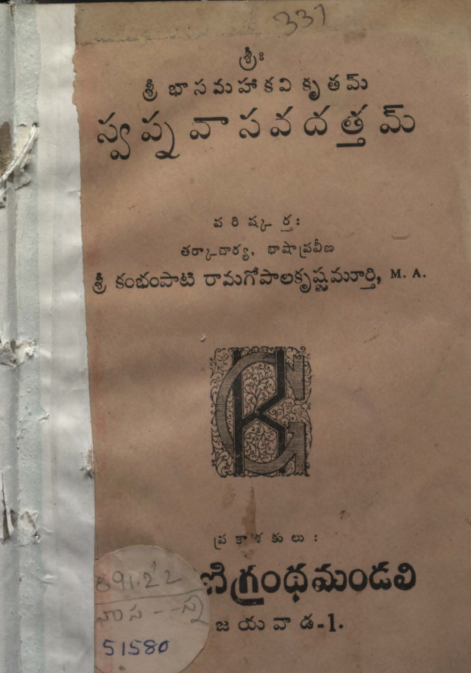 331
శ్రీః
శ్రీ భాసమహాకవి కృతమ్
స్వప్నవాసవదత్తమ్
పరిష్కర్తః
తర్కాచార్య, భాషాప్రవీణ
శ్రీ కంభంపాటి రామగోపాలకృష్ణమూర్తి, M. A.
ప్రకాశకులు :
ణిగ్రంథమండలి
జయవాడ-1.
891.22
భాస--స్వ
51580